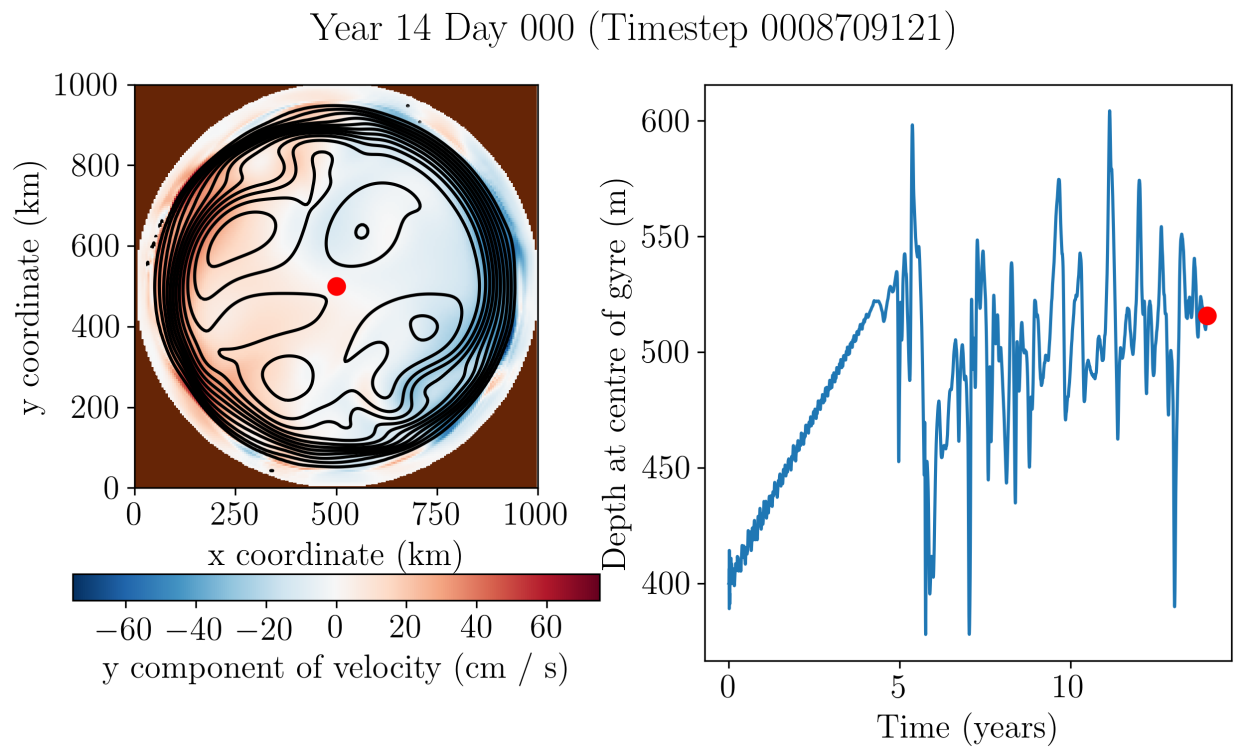 Year 14 Day 000 (Timestep 0008709121)
y coordinate (km)
1000
800
600
400
200
0
0 250 500 750 1000
x coordinate (km)
−60 −40 −20 0 20 40 60
y component of velocity (cm / s)
Depth at centre of gyre (m)
600
550
500
450
400
0 5 10
Time (years)